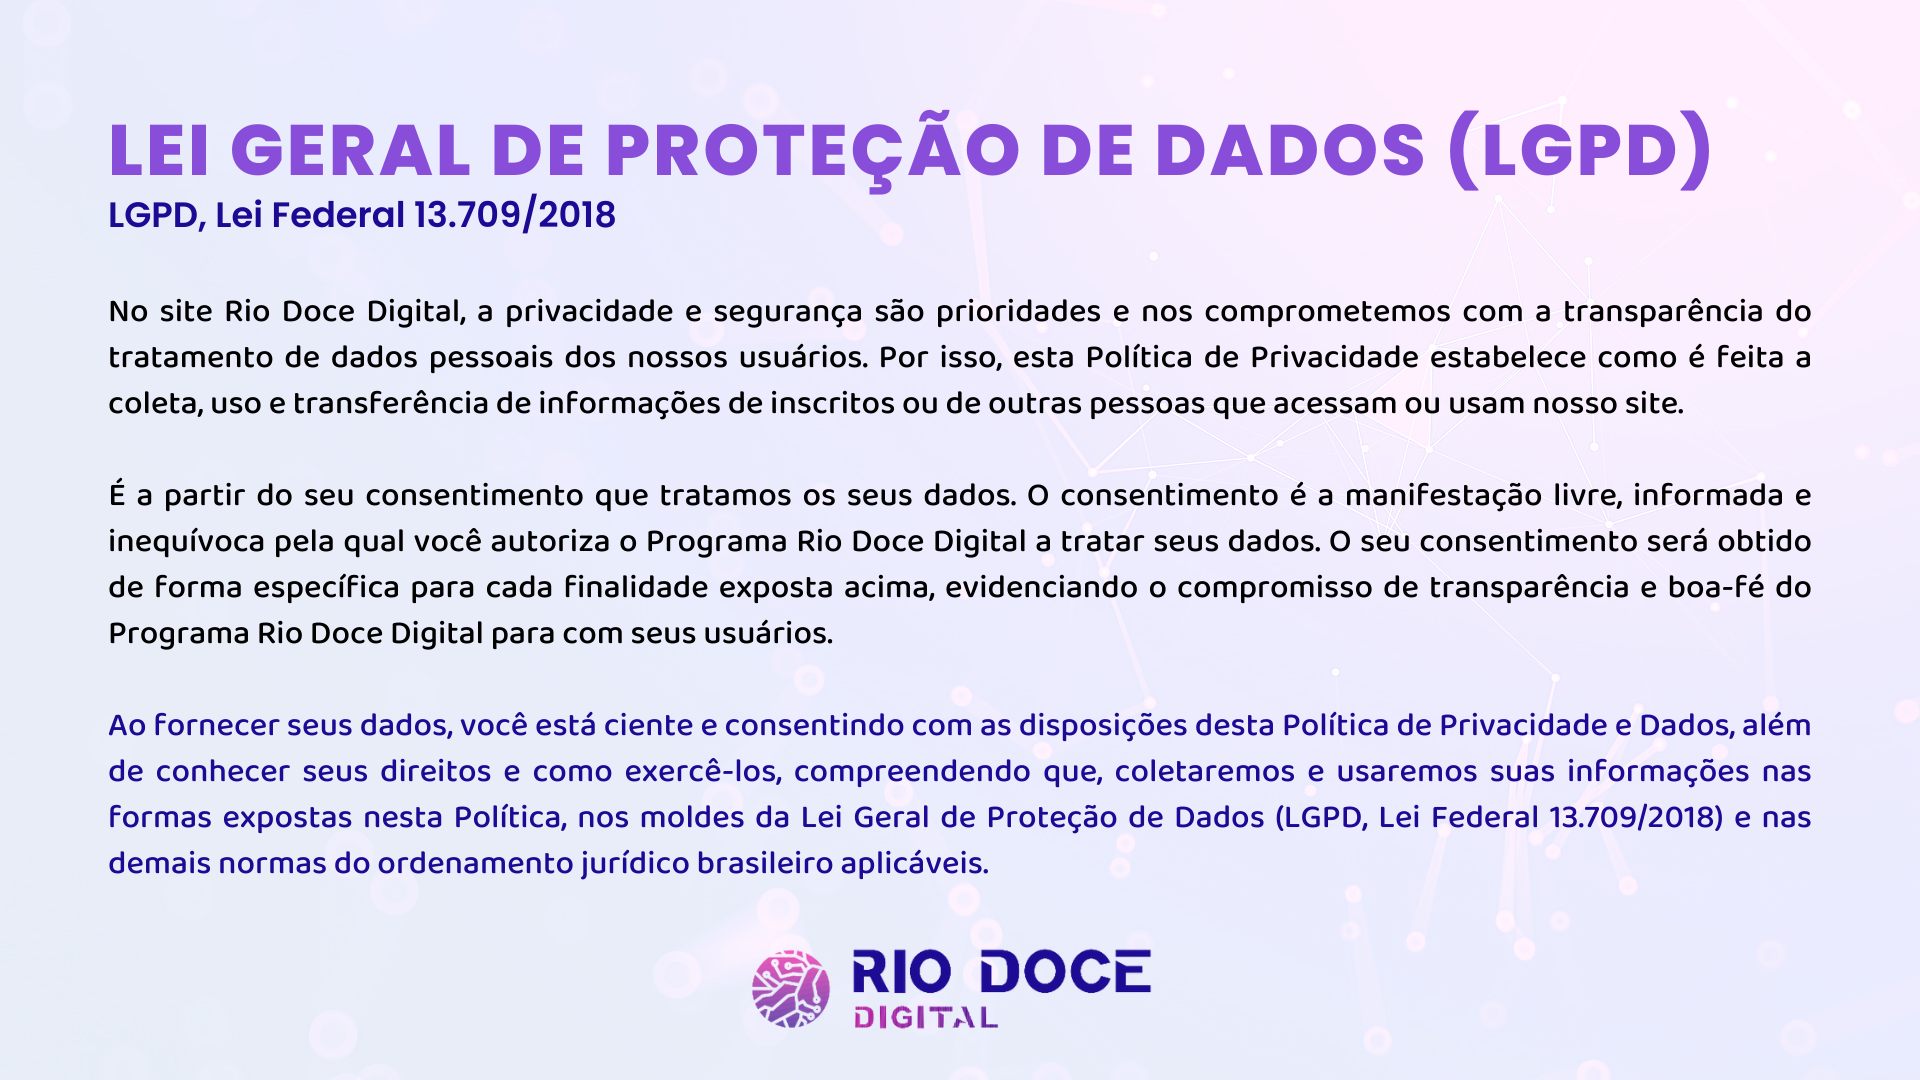 LEI GERAL DE PROTEÇÃO DE DADOS (LGPD)
LGPD, Lei Federal 13.709/2018
No site Rio Doce Digital, a privacidade e segurança são prioridades e nos comprometemos com a transparência do
tratamento de dados pessoais dos nossos usuários. Por isso, esta Política de Privacidade estabelece como é feita a
coleta, uso e transferência de informações de inscritos ou de outras pessoas que acessam ou usam nosso site.
É a partir do seu consentimento que tratamos os seus dados. O consentimento é a manifestação livre, informada e
inequívoca pela qual você autoriza o Programa Rio Doce Digital a tratar seus dados. O seu consentimento será obtido
de forma específica para cada finalidade exposta acima, evidenciando o compromisso de transparência e boa-fé do
Programa Rio Doce Digital para com seus usuários.
Ao fornecer seus dados, você está ciente e consentindo com as disposições desta Política de Privacidade e Dados, além
de conhecer seus direitos e como exercê-los, compreendendo que, coletaremos e usaremos suas informações nas
formas expostas nesta Política, nos moldes da Lei Geral de Proteção de Dados (LGPD, Lei Federal 13.709/2018) e nas
demais normas do ordenamento jurídico brasileiro aplicáveis.
RIO DOCE
DIGITAL